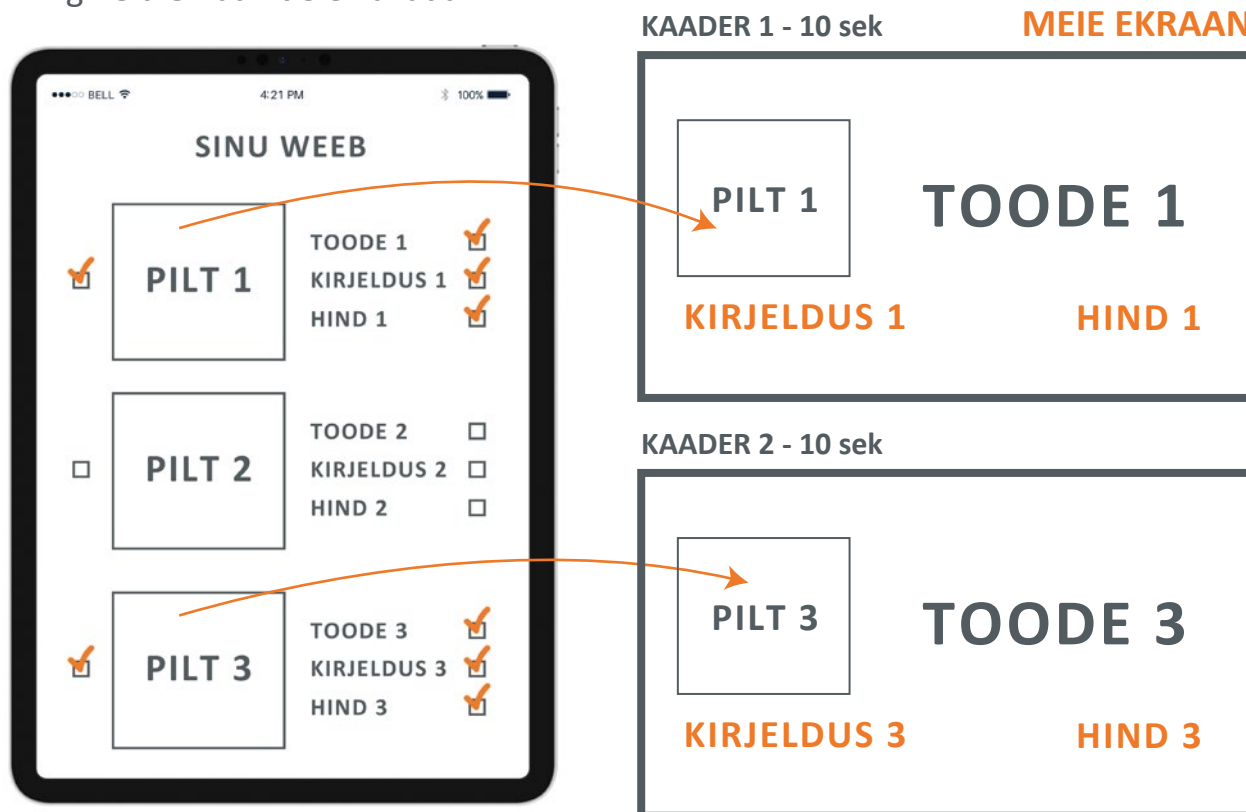 KAADER 1 - 10 sek
MEIE EKRAAN
BELL
4:21 PM
100%
SINU WEEB
PILT 1
TOODE 1
KIRJELDUS 1
HIND 1
PILT 2
TOODE 2
KIRJELDUS 2
HIND 2
PILT 3
TOODE 3
KIRJELDUS 3
HIND 3
PILT 1
TOODE 1
KIRJELDUS 1
HIND 1
KAADER 2 - 10 sek
PILT 3
TOODE 3
KIRJELDUS 3
HIND 3